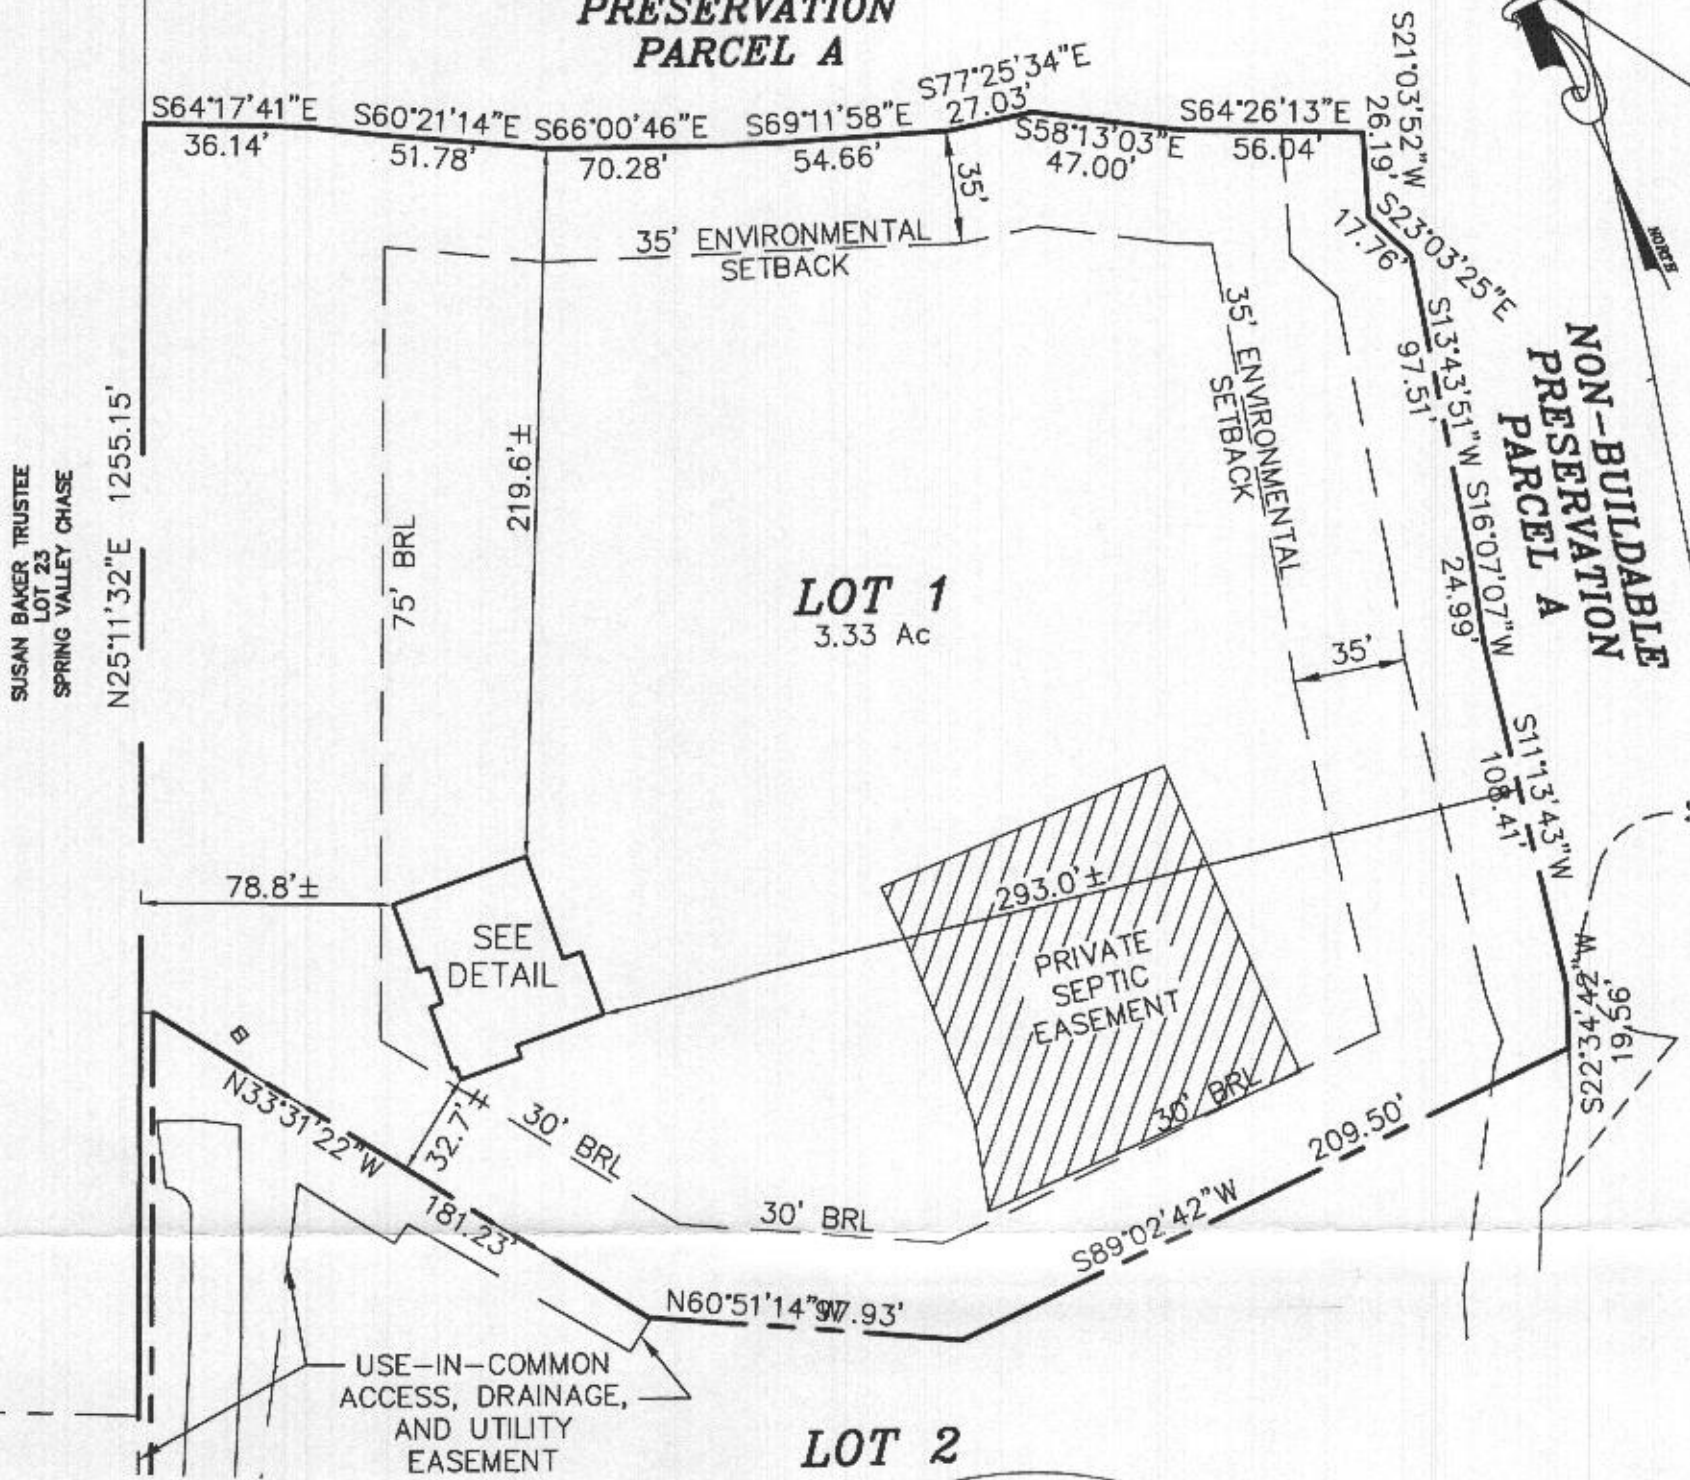 PRESERVATION
PARCEL A
S64°17'41"E
36.14'
S60°21'14"E
51.78'
S66°00'46"E
70.28'
S69°11'58"E
54.66'
S77°25'34"E
27.03'
S58°13'03"E
47.00'
S64°26'13"E
56.04'
S21°03'52"W
26.19'
S23°03'25"E
17.76'
NORTH
35'
35' ENVIRONMENTAL
SETBACK
35' ENVIRONMENTAL
SETBACK
S13°43'51"W
97.51'
NON-BUILDABLE
PRESERVATION
PARCEL A
S16°07'07"W
24.99'
SUSAN BAKER TRUSTEE
LOT 23
SPRING VALLEY CHASE
N25°11'32"E 1255.15'
75' BRL
219.6'±
LOT 1
3.33 Ac
35'
S11°13'43"W
108.41'
78.8'±
SEE
DETAIL
293.0'±
PRIVATE
SEPTIC
EASEMENT
S22°34'42"W
19.56'
N33°31'22"W
181.23'
32.7'±
30' BRL
30' BRL
30' BRL
209.50'
S89°02'42"W
N60°51'14"W
97.93'
USE-IN-COMMON
ACCESS, DRAINAGE,
AND UTILITY
EASEMENT
LOT 2